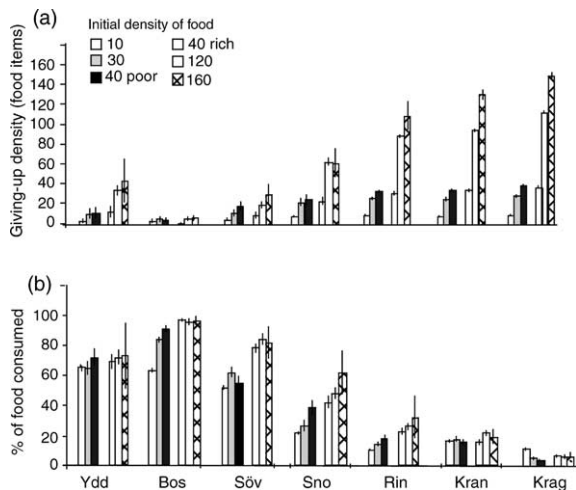 (a)
Initial density of food
10
40 rich
30
120
40 poor
160
Giving-up density (food items)
160
140
120
100
80
60
40
20
0
(b)
% of food consumed
100
80
60
40
20
0
Ydd Bos Söv Sno Rin Kran Krag